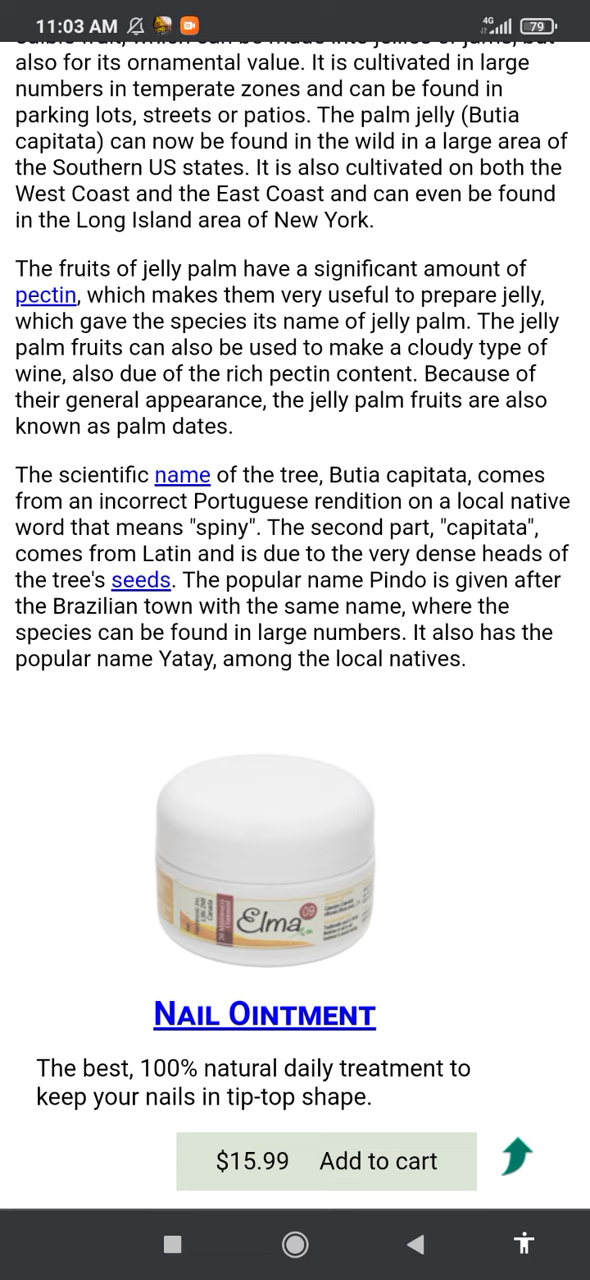 11:03 AM
4G
79
also for its ornamental value. It is cultivated in large
numbers in temperate zones and can be found in
parking lots, streets or patios. The palm jelly (Butia
capitata) can now be found in the wild in a large area of
the Southern US states. It is also cultivated on both the
West Coast and the East Coast and can even be found
in the Long Island area of New York.
The fruits of jelly palm have a significant amount of
pectin, which makes them very useful to prepare jelly,
which gave the species its name of jelly palm. The jelly
palm fruits can also be used to make a cloudy type of
wine, also due of the rich pectin content. Because of
their general appearance, the jelly palm fruits are also
known as palm dates.
The scientific name of the tree, Butia capitata, comes
from an incorrect Portuguese rendition on a local native
word that means "spiny". The second part, "capitata",
comes from Latin and is due to the very dense heads of
the tree's seeds. The popular name Pindo is given after
the Brazilian town with the same name, where the
species can be found in large numbers. It also has the
popular name Yatay, among the local natives.
Elma
09
Canada
NAIL OINTMENT
The best, 100% natural daily treatment to
keep your nails in tip-top shape.
$15.99 Add to cart